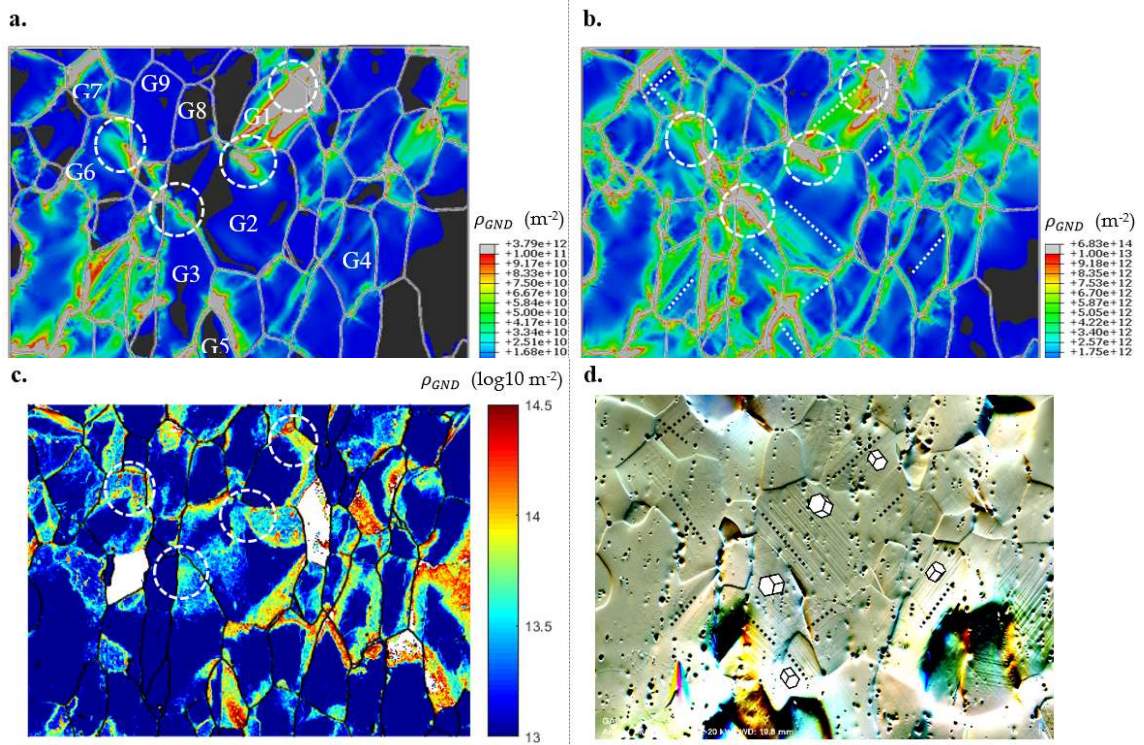 a.
G9
G7
G8
G1
G6
G2
G3
G4
G5
ρGND (m-2)
+3.79e+12
+1.00e+11
+9.17e+10
+8.33e+10
+7.50e+10
+6.67e+10
+5.84e+10
+5.00e+10
+4.17e+10
+3.34e+10
+2.51e+10
+1.68e+10
b.
ρGND (m-2)
+6.83e+14
+1.00e+13
+9.18e+12
+8.35e+12
+7.52e+12
+6.70e+12
+5.87e+12
+5.05e+12
+4.22e+12
+3.40e+12
+2.57e+12
+1.75e+12
c.
ρGND (log10 m-2)
14.5
14
13.5
13
d.